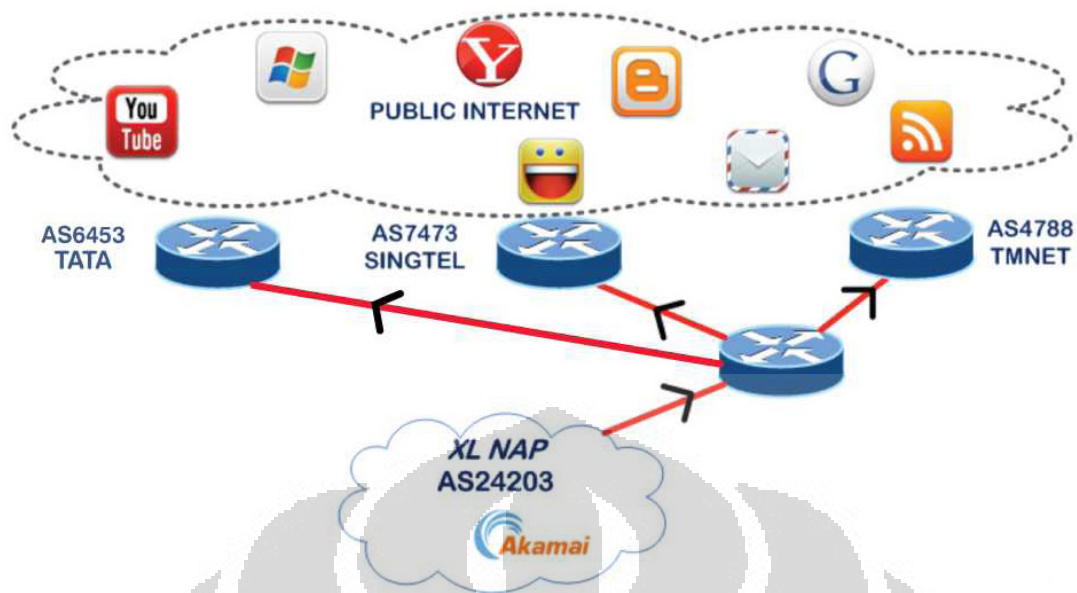 You
Tube
Y
PUBLIC INTERNET
G
AS6453
TATA
AS7473
SINGTEL
AS4788
TMNET
XL NAP
AS24203
Akamai